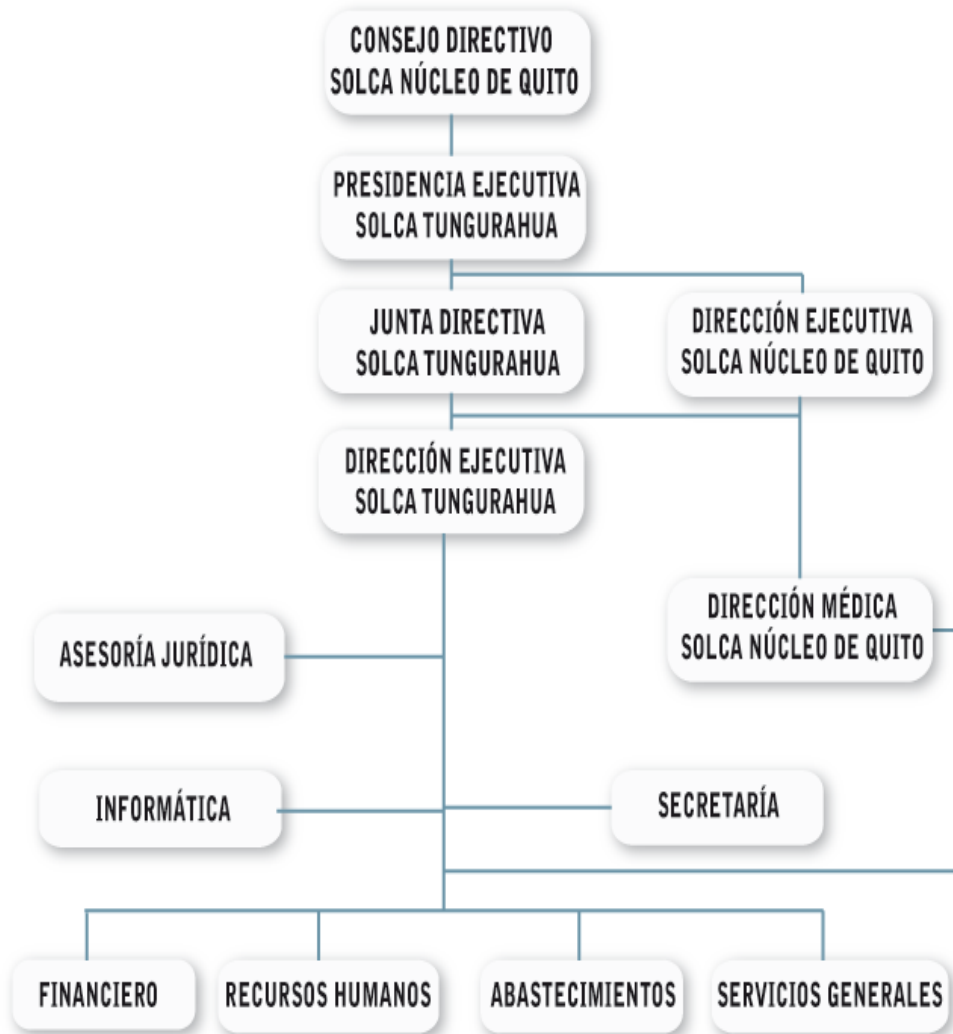 CONSEJO DIRECTIVO
SOLCA NÚCLEO DE QUITO
PRESIDENCIA EJECUTIVA
SOLCA TUNGURAHUA
JUNTA DIRECTIVA
SOLCA TUNGURAHUA
DIRECCIÓN EJECUTIVA
SOLCA NÚCLEO DE QUITO
DIRECCIÓN EJECUTIVA
SOLCA TUNGURAHUA
DIRECCIÓN MÉDICA
SOLCA NÚCLEO DE QUITO
ASESORÍA JURÍDICA
INFORMÁTICA
SECRETARÍA
FINANCIERO
RECURSOS HUMANOS
ABASTECIMIENTOS
SERVICIOS GENERALES